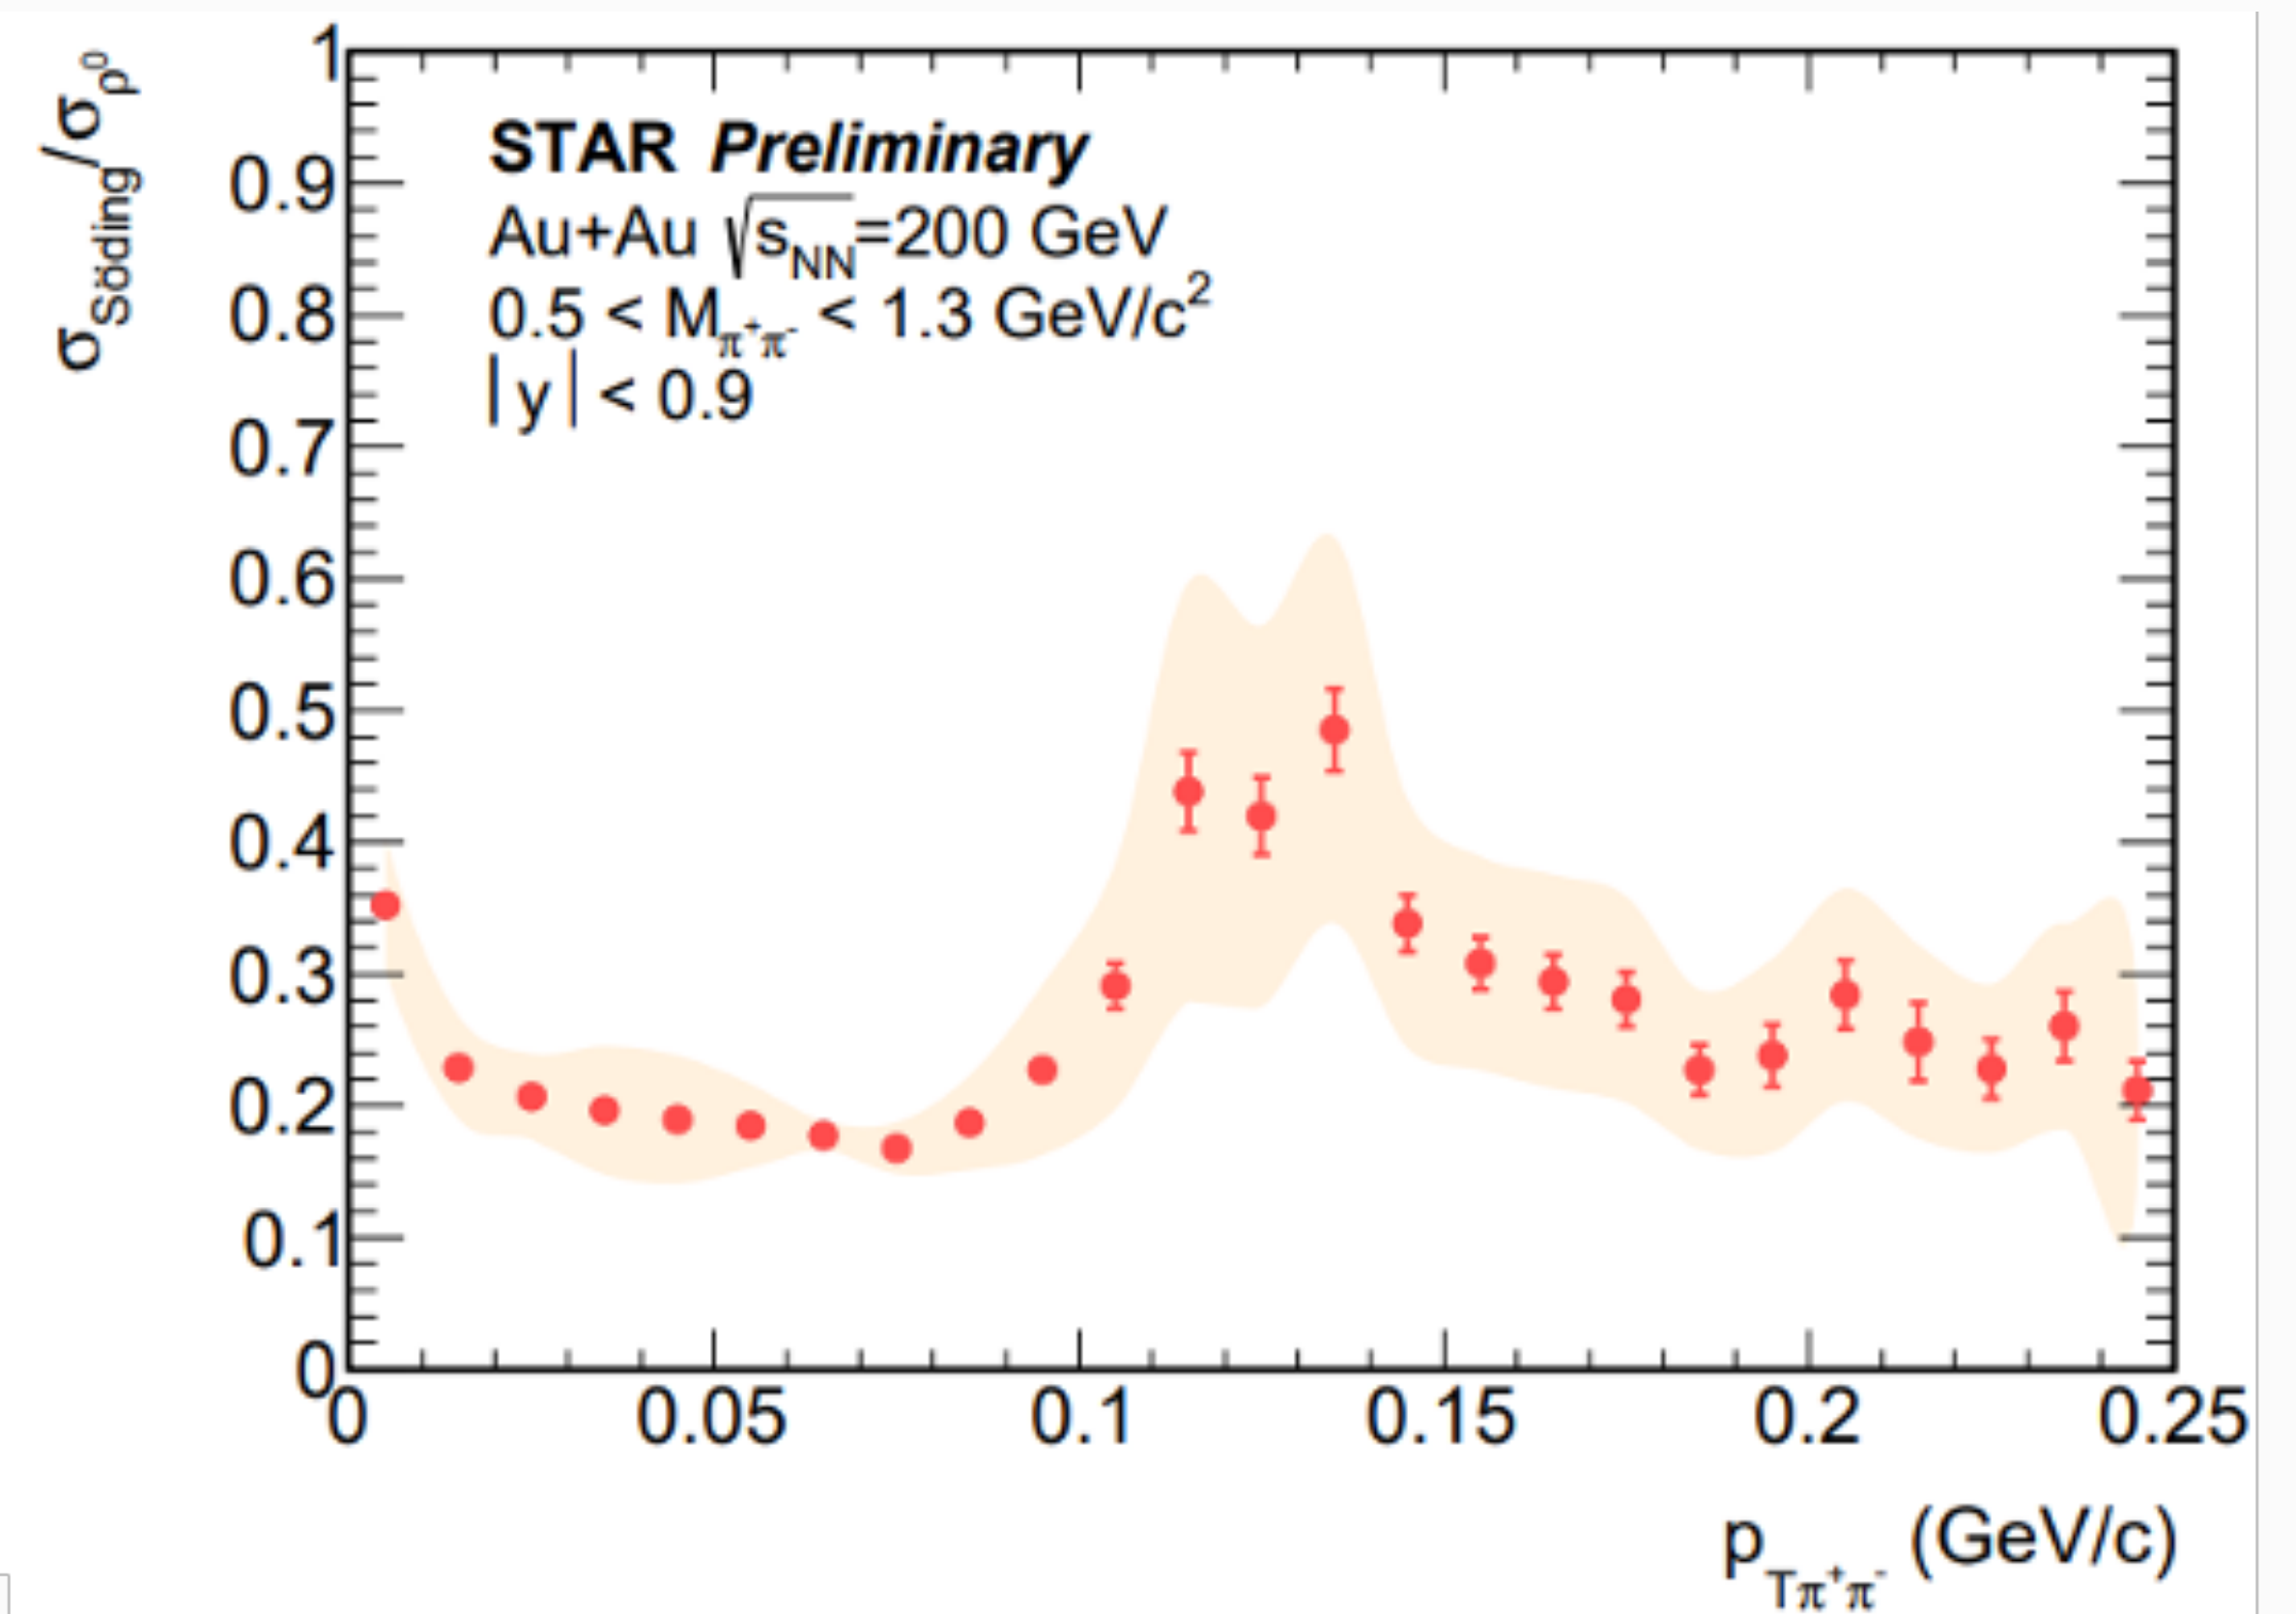 σSöding/σρ⁰
STAR Preliminary
Au+Au √sNN=200 GeV
0.5 < Mπ⁺π⁻ < 1.3 GeV/c²
| y | < 0.9
1
0.9
0.8
0.7
0.6
0.5
0.4
0.3
0.2
0.1
0
0 0.05 0.1 0.15 0.2 0.25
pTπ⁺π⁻ (GeV/c)